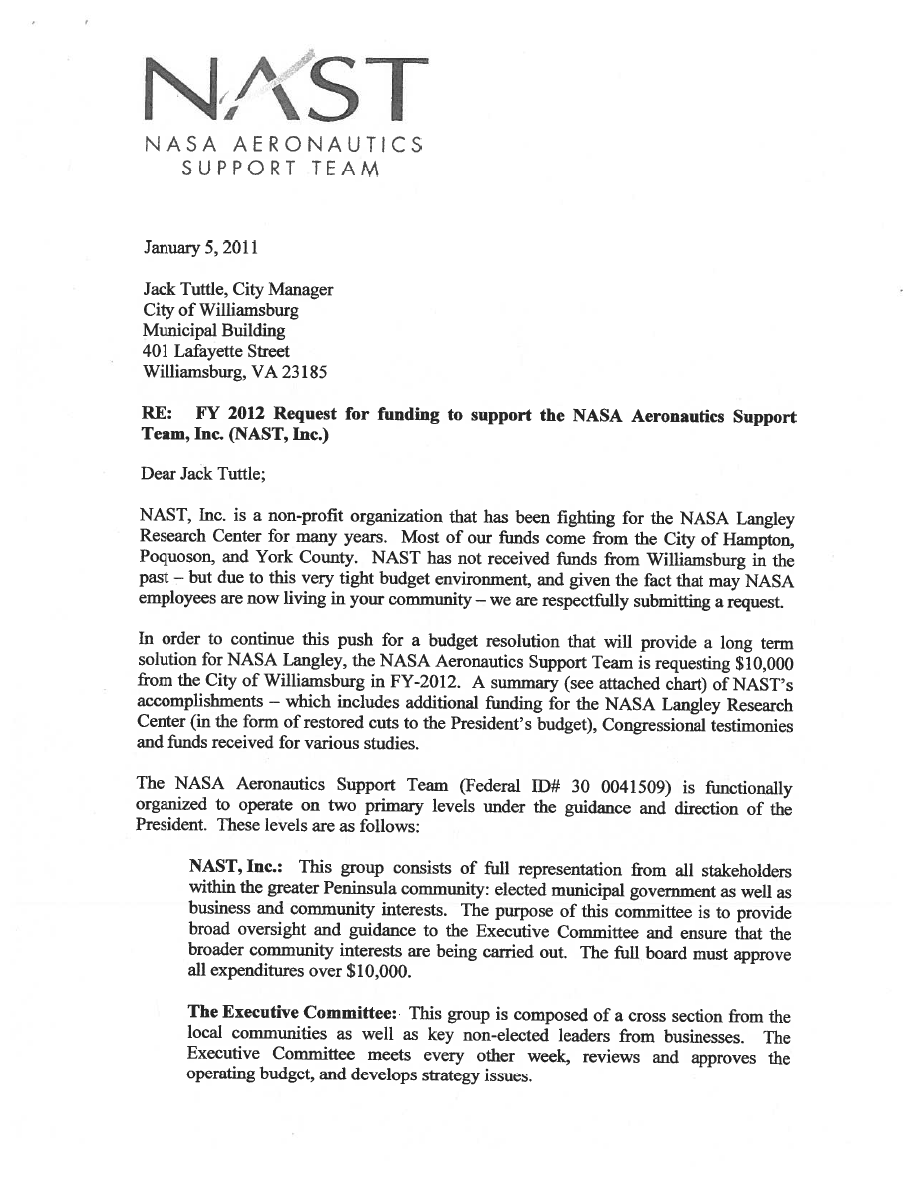 NAST
NASA AERONAUTICS
SUPPORT TEAM
January 5, 2011
Jack Tuttle, City Manager
City of Williamsburg
Municipal Building
401 Lafayette Street
Williamsburg, VA 23185
RE: FY 2012 Request for funding to support the NASA Aeronautics Support
Team, Inc. (NAST, Inc.)
Dear Jack Tuttle;
NAST, Inc. is a non-profit organization that has been fighting for the NASA Langley
Research Center for many years. Most of our funds come from the City of Hampton,
Poquoson, and York County. NAST has not received funds from Williamsburg in the
past – but due to this very tight budget environment, and given the fact that may NASA
employees are now living in your community – we are respectfully submitting a request.
In order to continue this push for a budget resolution that will provide a long term
solution for NASA Langley, the NASA Aeronautics Support Team is requesting $10,000
from the City of Williamsburg in FY-2012. A summary (see attached chart) of NAST's
accomplishments – which includes additional funding for the NASA Langley Research
Center (in the form of restored cuts to the President's budget), Congressional testimonies
and funds received for various studies.
The NASA Aeronautics Support Team (Federal ID# 30 0041509) is functionally
organized to operate on two primary levels under the guidance and direction of the
President. These levels are as follows:
NAST, Inc.: This group consists of full representation from all stakeholders
within the greater Peninsula community: elected municipal government as well as
business and community interests. The purpose of this committee is to provide
broad oversight and guidance to the Executive Committee and ensure that the
broader community interests are being carried out. The full board must approve
all expenditures over $10,000.
The Executive Committee: This group is composed of a cross section from the
local communities as well as key non-elected leaders from businesses. The
Executive Committee meets every other week, reviews and approves the
operating budget, and develops strategy issues.